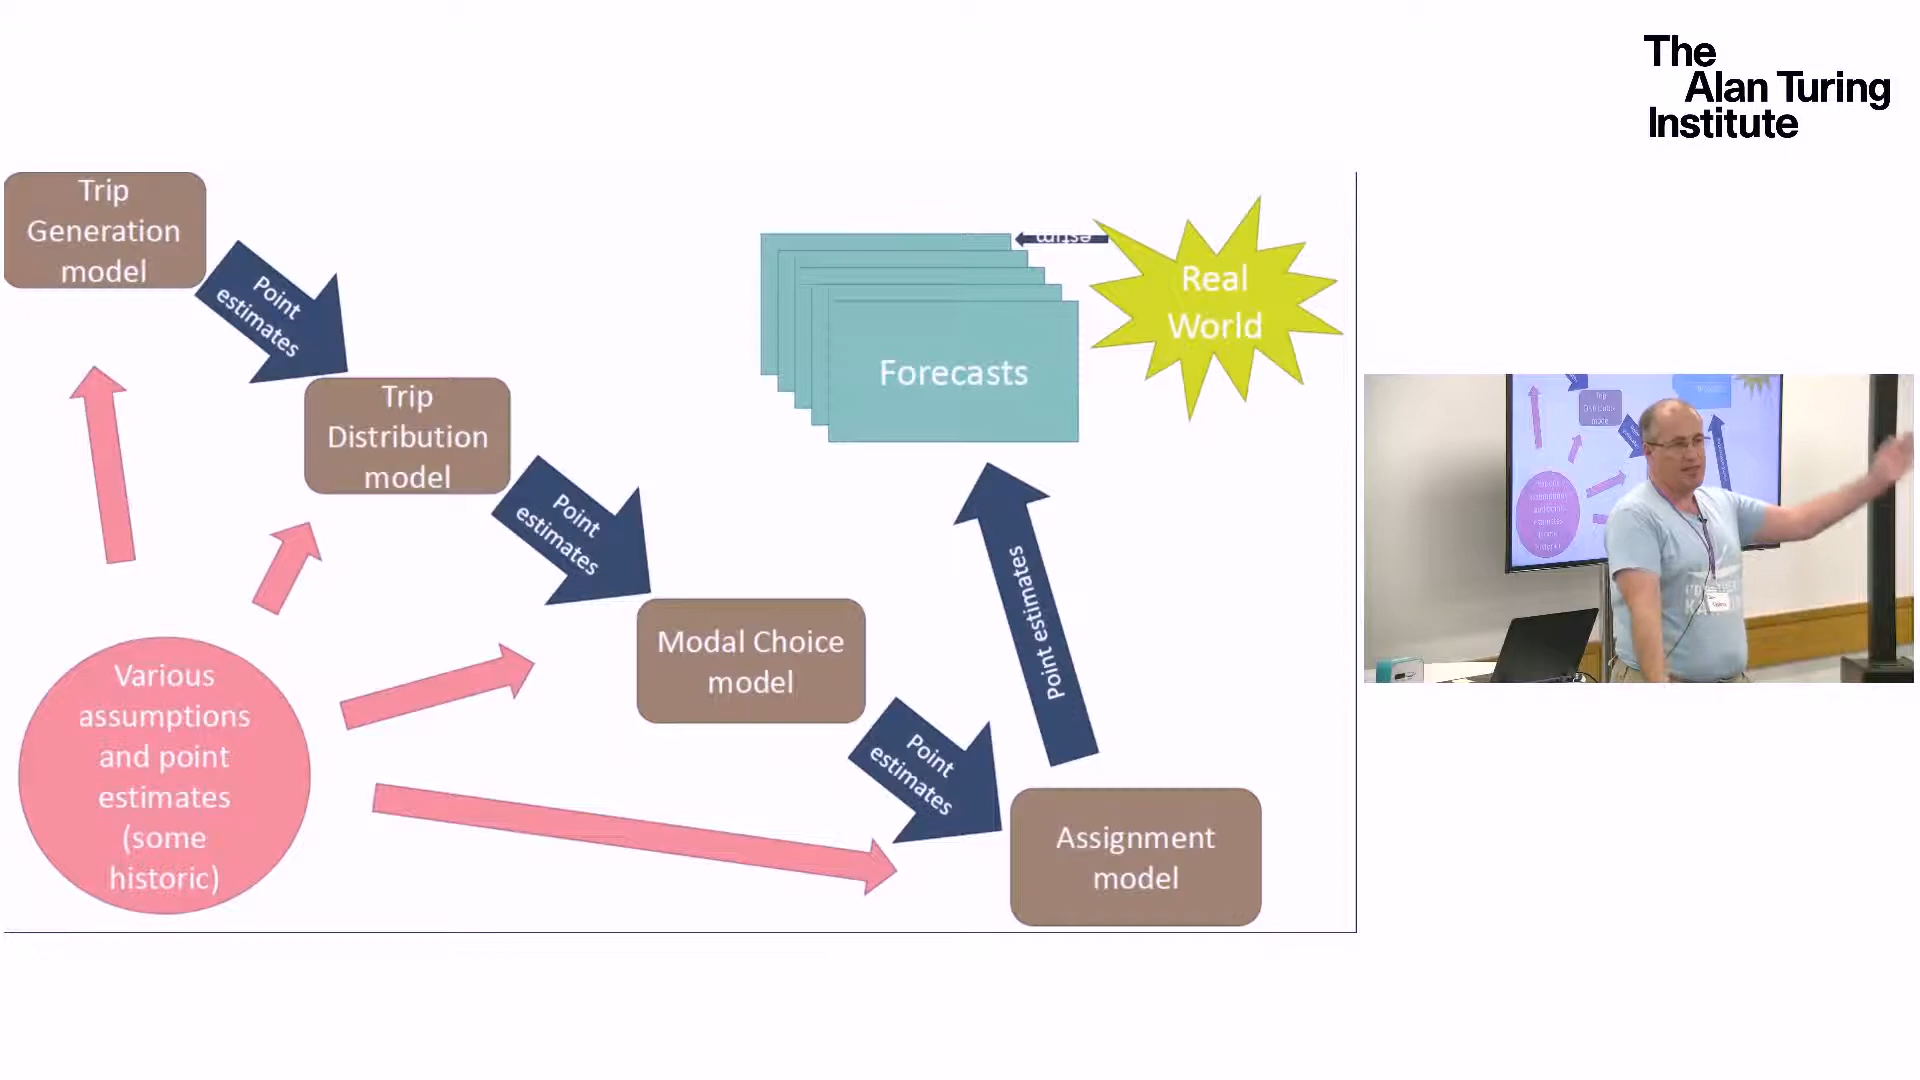 The
Alan Turing
Institute
Trip
Generation
model
Point
estimates
Trip
Distribution
model
Point
estimates
Modal Choice
model
Point
estimates
Assignment
model
Point estimates
Forecasts
Real
World
Various
assumptions
and point
estimates
(some
historic)